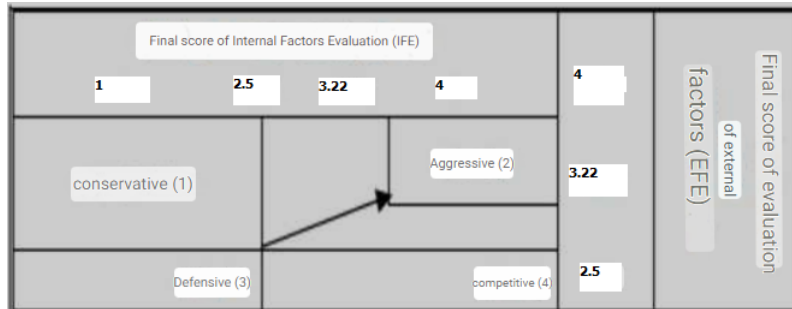 Final score of Internal Factors Evaluation (IFE)
1 2.5 3.22 4
4
conservative (1)
Aggressive (2)
3.22
Defensive (3)
competitive (4)
2.5
Final score of evaluation
of external
factors (EFE)